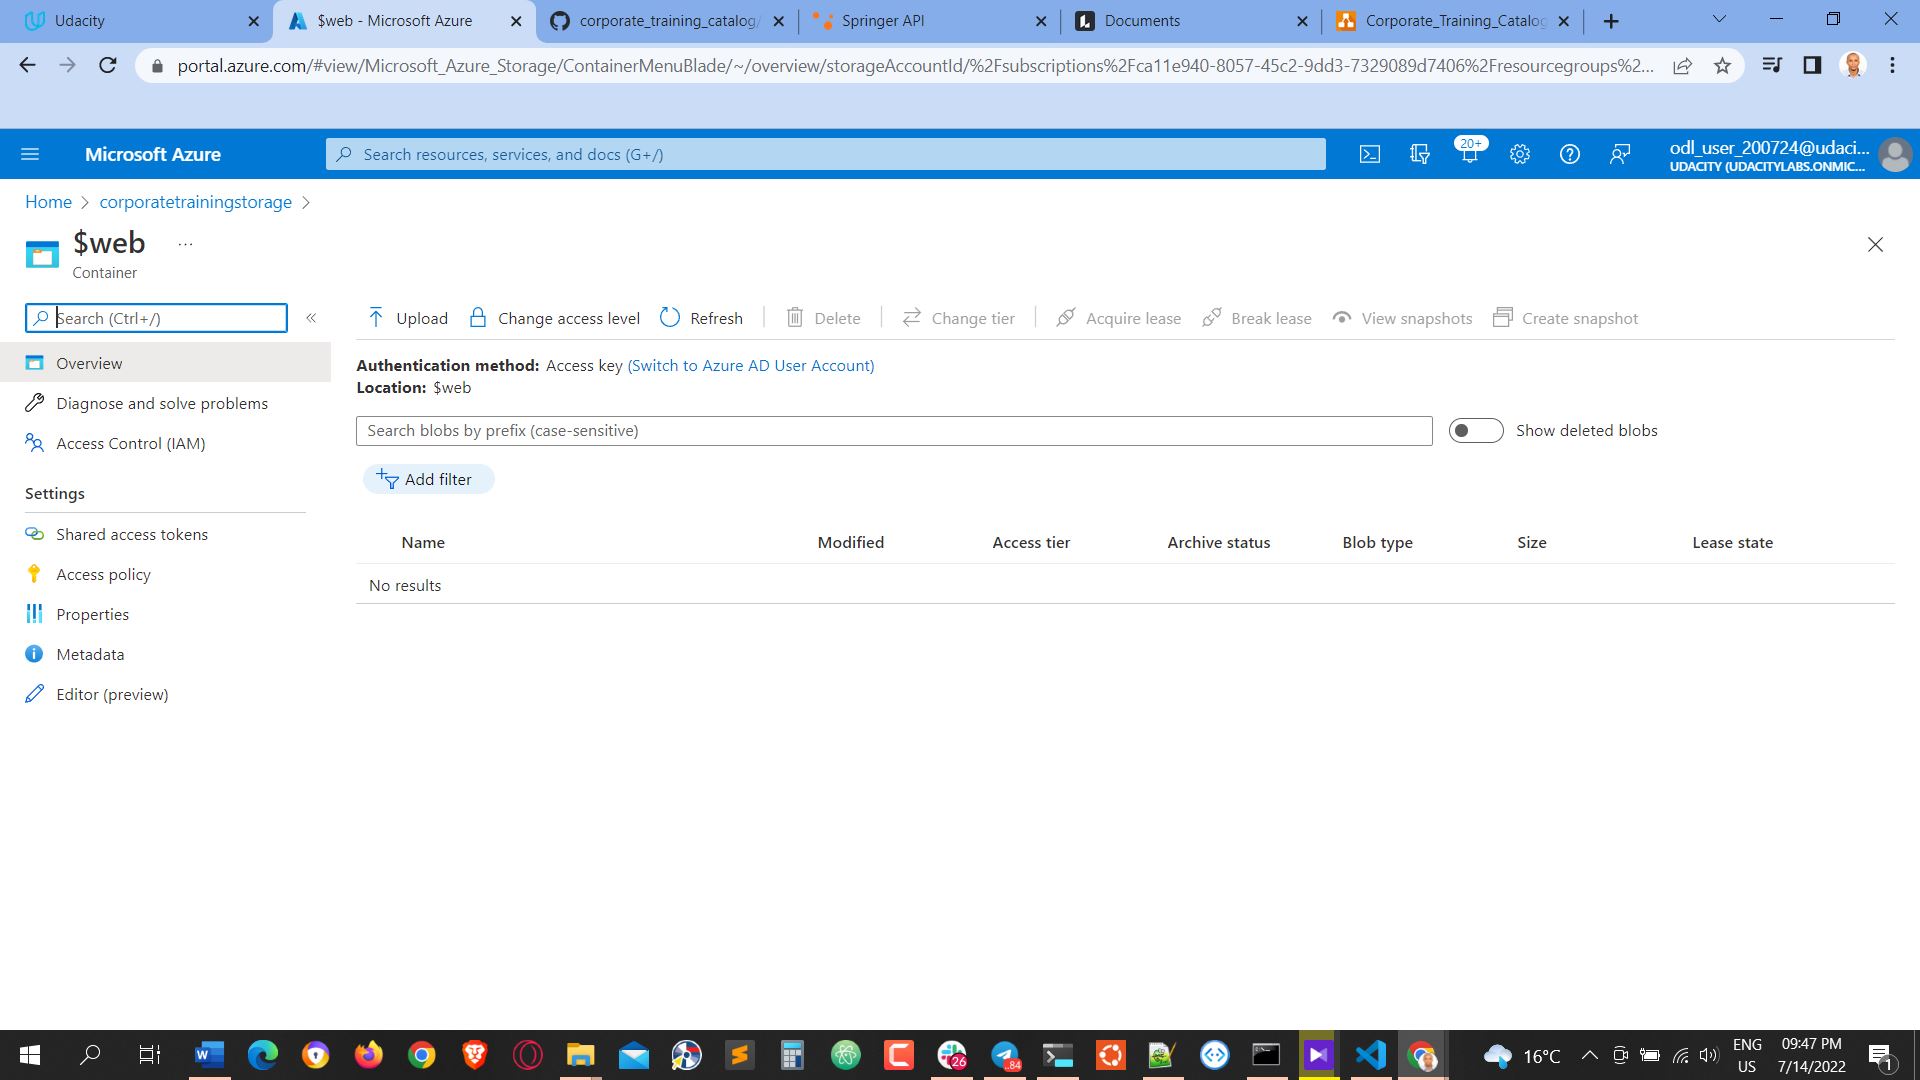 Udacity
$web - Microsoft Azure
corporate_training_catalog/
Springer API
Documents
Corporate_Training_Catalog
portal.azure.com/#view/Microsoft_Azure_Storage/ContainerMenuBlade/~/overview/storageAccountId/%2Fsubscriptions%2Fca11e940-8057-45c2-9dd3-7329089d7406%2Fresourcegroups%2...
Microsoft Azure
Search resources, services, and docs (G+/)
20+
odl_user_200724@udaci...
UDACITY (UDACITYLABS.ONMIC...
Home > corporatetrainingstorage >
$web ...
Container
Search (Ctrl+/)
«
Upload
Change access level
Refresh
Delete
Change tier
Acquire lease
Break lease
View snapshots
Create snapshot
Overview
Diagnose and solve problems
Access Control (IAM)
Settings
Shared access tokens
Access policy
Properties
Metadata
Editor (preview)
Authentication method: Access key (Switch to Azure AD User Account)
Location: $web
Search blobs by prefix (case-sensitive)
Show deleted blobs
Add filter
Name Modified Access tier Archive status Blob type Size Lease state
No results
26
84
16°C
ENG
US
09:47 PM
7/14/2022
1